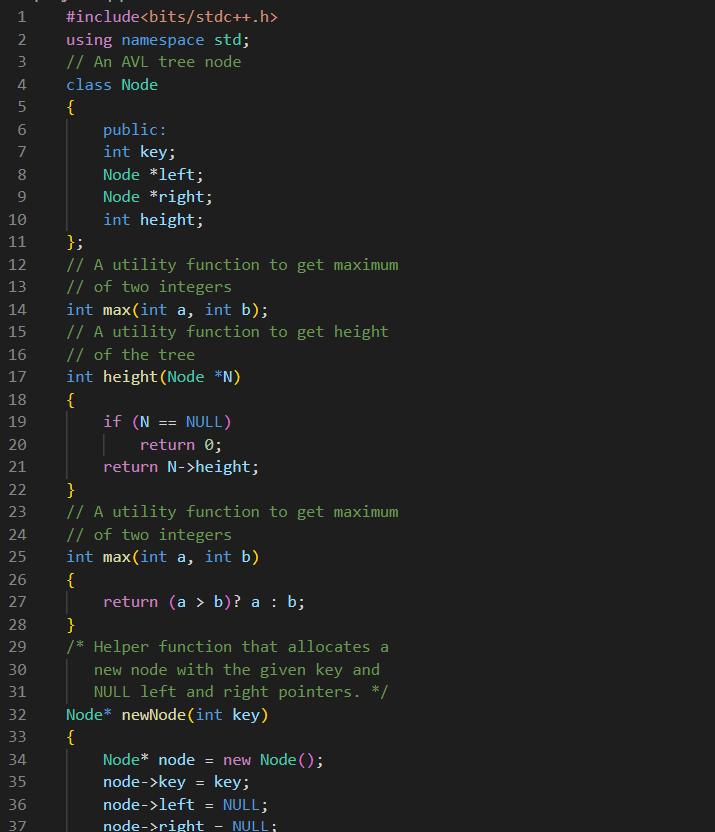 1 #include<bits/stdc++.h>
2 using namespace std;
3 // An AVL tree node
4 class Node
5 {
6 public:
7 int key;
8 Node *left;
9 Node *right;
10 int height;
11 };
12 // A utility function to get maximum
13 // of two integers
14 int max(int a, int b);
15 // A utility function to get height
16 // of the tree
17 int height(Node *N)
18 {
19 if (N == NULL)
20 return 0;
21 return N->height;
22 }
23 // A utility function to get maximum
24 // of two integers
25 int max(int a, int b)
26 {
27 return (a > b)? a : b;
28 }
29 /* Helper function that allocates a
30 new node with the given key and
31 NULL left and right pointers. */
32 Node* newNode(int key)
33 {
34 Node* node = new Node();
35 node->key = key;
36 node->left = NULL;
37 node->right = NULL;